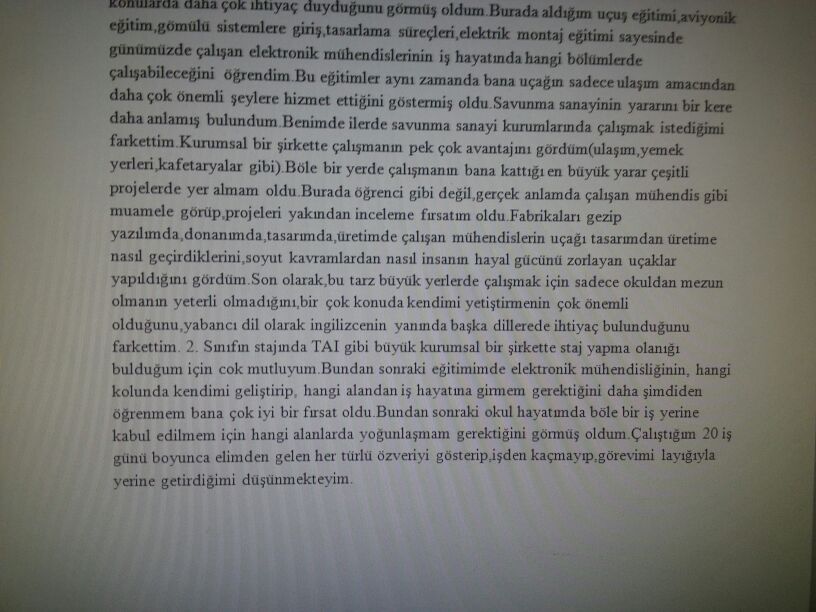 konularda daha çok ihtiyaç duyduğunu görmüş oldum.Burada aldığım uçuş eğitimi,aviyonik
eğitim,gömülü sistemlere giriş,tasarlama süreçleri,elektrik montaj eğitimi sayesinde
günümüzde çalışan elektronik mühendislerinin iş hayatında hangi bölümlerde
çalışabileceğini öğrendim.Bu eğitimler aynı zamanda bana uçağın sadece ulaşım amacından
daha çok önemli şeylere hizmet ettiğini göstermiş oldu.Savunma sanayinin yararını bir kere
daha anlamış bulundum.Benimde ilerde savunma sanayi kurumlarında çalışmak istediğimi
farkettim.Kurumsal bir şirkette çalışmanın pek çok avantajını gördüm(ulaşım,yemek
yerleri,kafetaryalar gibi).Böle bir yerde çalışmanın bana kattığı en büyük yarar çeşitli
projelerde yer almam oldu.Burada öğrenci gibi değil,gerçek anlamda çalışan mühendis gibi
muamele görüp,projeleri yakından inceleme fırsatım oldu.Fabrikaları gezip
yazılımda,donanımda,tasarımda,üretimde çalışan mühendislerin uçağı tasarımdan üretime
nasıl geçirdiklerini,soyut kavramlardan nasıl insanın hayal gücünü zorlayan uçaklar
yapıldığını gördüm.Son olarak,bu tarz büyük yerlerde çalışmak için sadece okuldan mezun
olmanın yeterli olmadığını,bir çok konuda kendimi yetiştirmenin çok önemli
olduğunu,yabancı dil olarak ingilizcenin yanında başka dillerede ihtiyaç bulunduğunu
farkettim. 2. Sınıfın stajında TAI gibi büyük kurumsal bir şirkette staj yapma olanığı
bulduğum için cok mutluyum.Bundan sonraki eğitimimde elektronik mühendisliğinin, hangi
kolunda kendimi geliştirip, hangi alandan iş hayatına girmem gerektiğini daha şimdiden
öğrenmem bana çok iyi bir fırsat oldu.Bundan sonraki okul hayatımda böle bir iş yerine
kabul edilmem için hangi alanlarda yoğunlaşmam gerektiğini görmüş oldum.Çalıştığım 20 iş
günü boyunca elimden gelen her türlü özveriyi gösterip,işden kaçmayıp,görevimi layığıyla
yerine getirdiğimi düşünmekteyim.